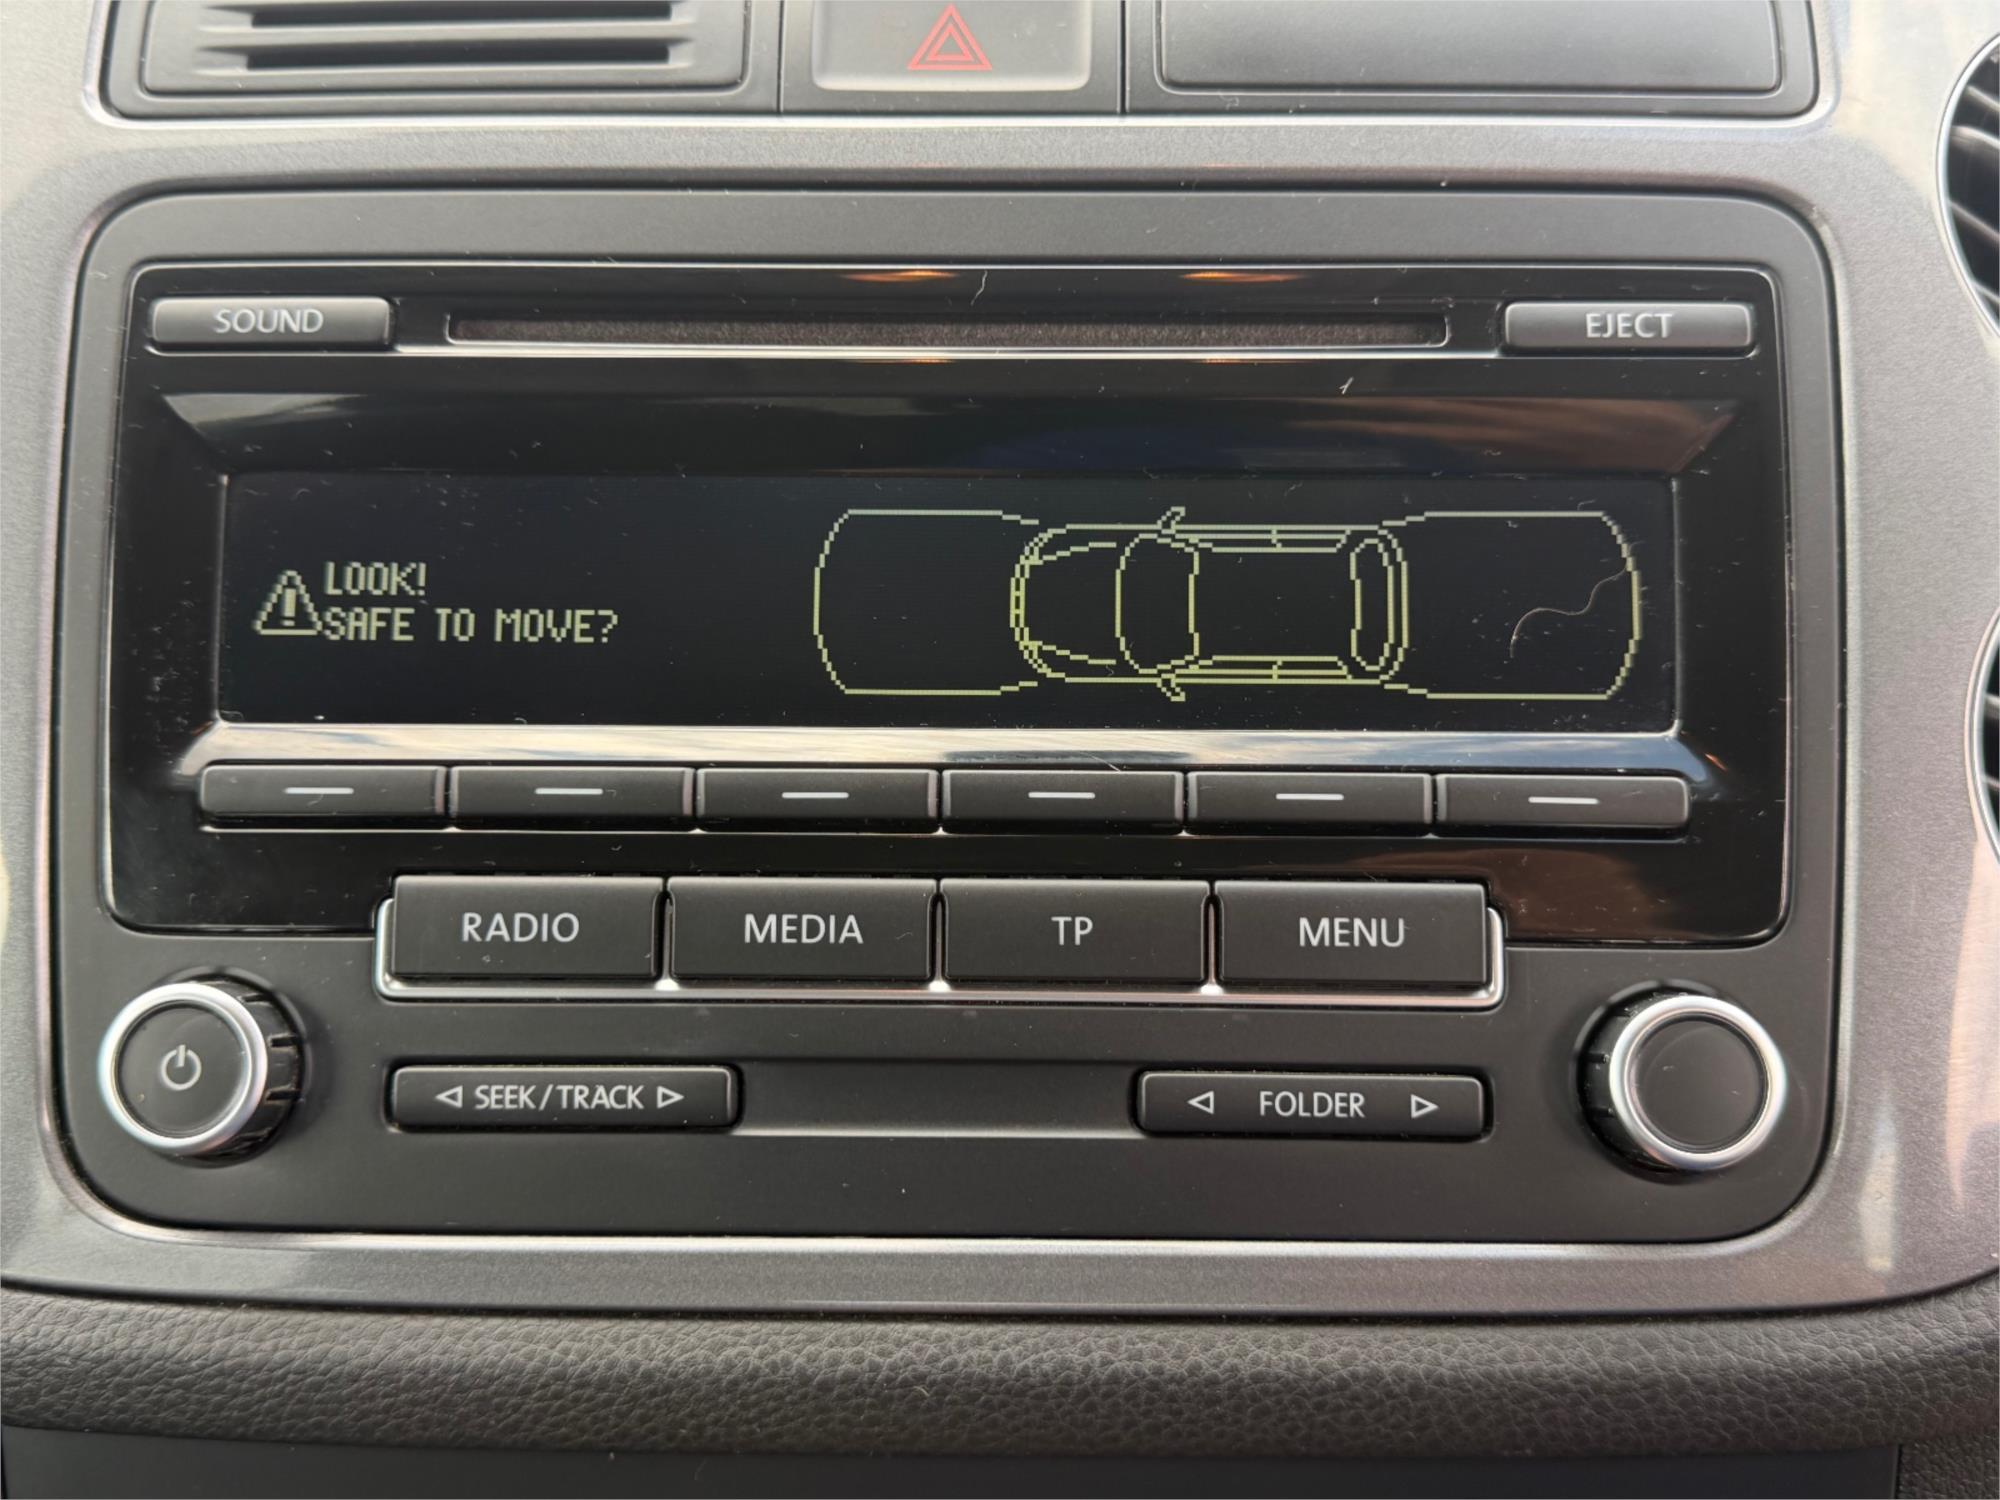 SOUND
EJECT
LOOK!
SAFE TO MOVE?
RADIO
MEDIA
TP
MENU
SEEK/TRACK
FOLDER